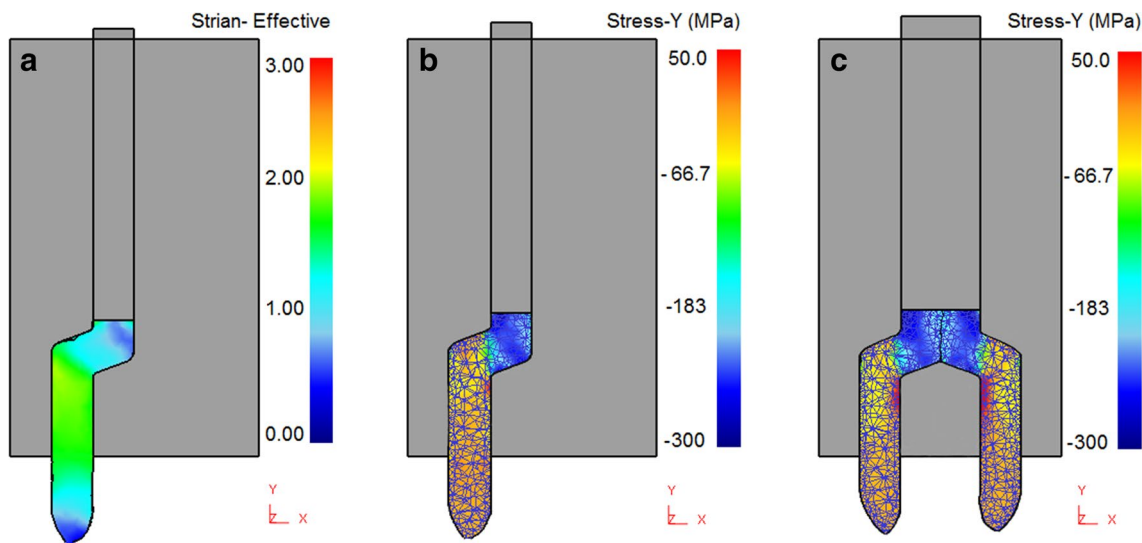 Strian- Effective
a
3.00
2.00
1.00
0.00
Y
Z X
Stress-Y (MPa)
b
50.0
- 66.7
-183
-300
Y
Z X
Stress-Y (MPa)
c
50.0
- 66.7
-183
-300
Y
Z X